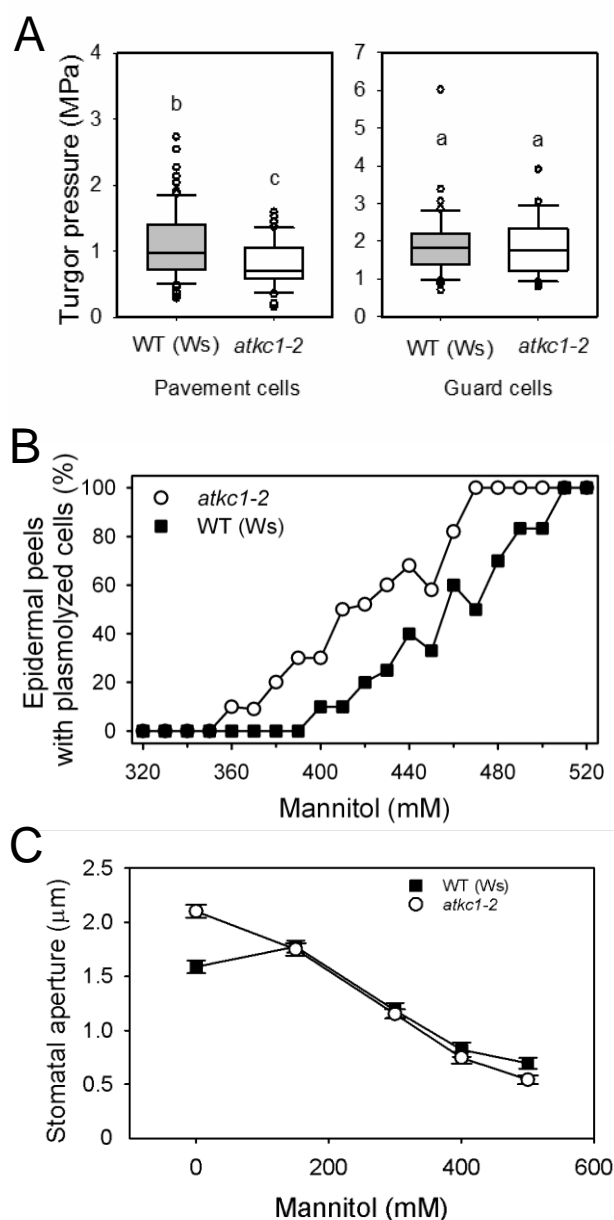 A
Turgor pressure (MPa)
4
3
2
1
0
b
c
WT (Ws) atkc1-2
Pavement cells
7
6
5
4
3
2
1
0
a a
WT (Ws) atkc1-2
Guard cells
B
Epidermal peels
with plasmolyzed cells (%)
100
80
60
40
20
0
atkc1-2
WT (Ws)
320 360 400 440 480 520
Mannitol (mM)
C
Stomatal aperture (µm)
2.5
2.0
1.5
1.0
0.5
0
WT (Ws)
atkc1-2
0 200 400 600
Mannitol (mM)